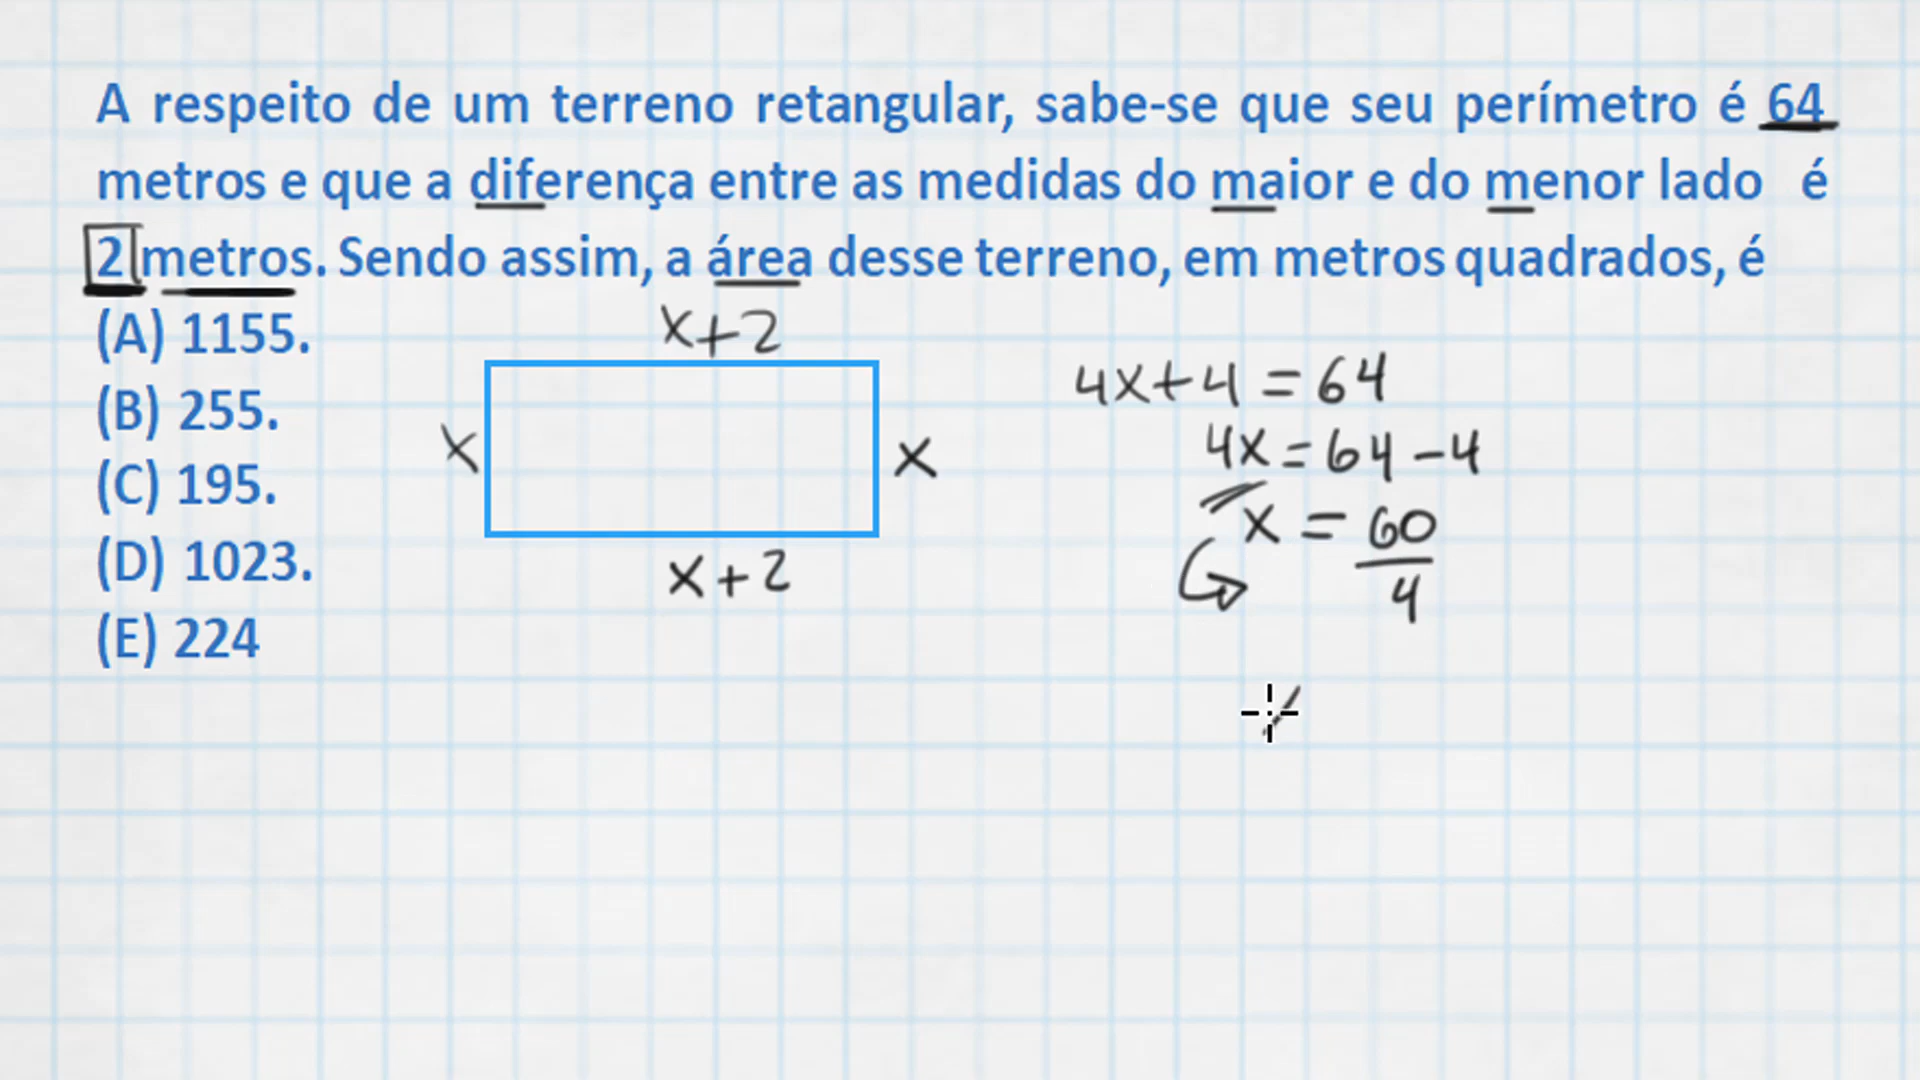 A respeito de um terreno retangular, sabe-se que seu perímetro é 64
metros e que a diferença entre as medidas do maior e do menor lado é
2 metros. Sendo assim, a área desse terreno, em metros quadrados, é
(A) 1155.
(B) 255.
(C) 195.
(D) 1023.
(E) 224
x+2
x
x
x+2
4x+4=64
4x=64-4
x=60/4